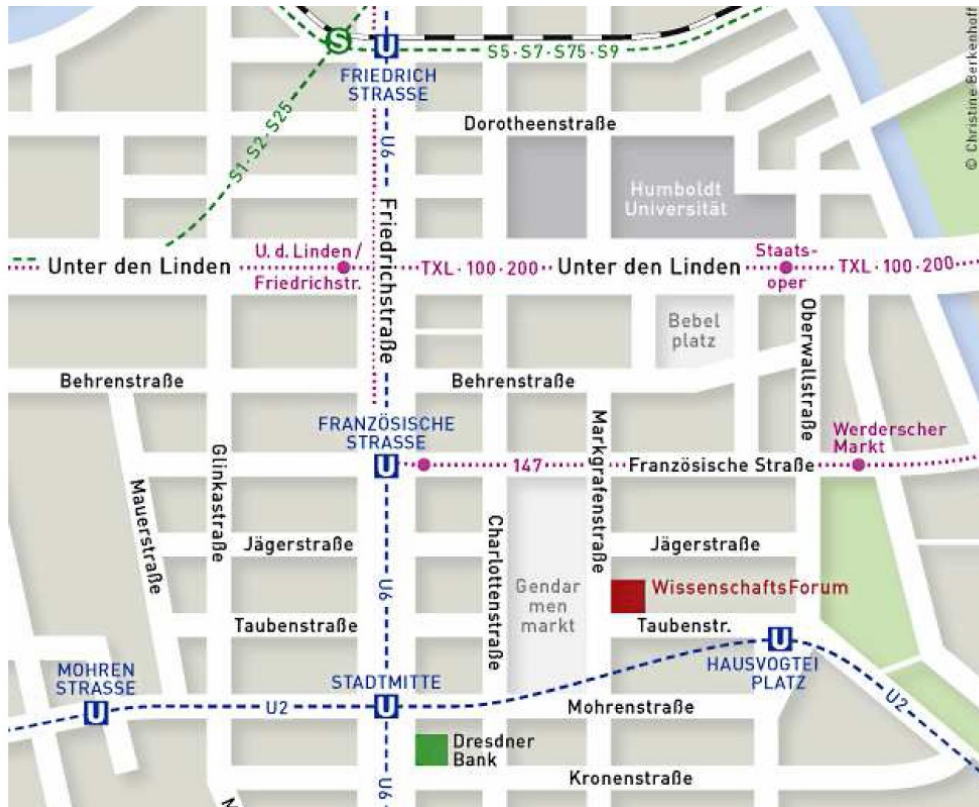 © Christine Berkenhoff
S
U
S5 · S7 · S75 · S9
FRIEDRICH
STRASSE
Dorotheenstraße
S1 · S2 · S25
U6
Humboldt
Universität
Friedrichstraße
U. d. Linden /
Friedrichstr.
Staats-
oper
Unter den Linden
TXL · 100 · 200
Unter den Linden
TXL · 100 · 200
Bebel
platz
Oberwallstraße
Behrenstraße
Behrenstraße
FRANZÖSISCHE
STRASSE
Markgrafenstraße
Werderscher
Markt
U
147
Französische Straße
Glinkastraße
Mauerstraße
Charlottenstraße
Jägerstraße
Jägerstraße
U6
Gendar
men
markt
WissenschaftsForum
Taubenstraße
Taubenstr.
U
HAUSVOGTEI
PLATZ
MOHREN
STRASSE
STADTMITTE
U
U2
U
Mohrenstraße
U2
Dresdner
Bank
Kronenstraße
U6